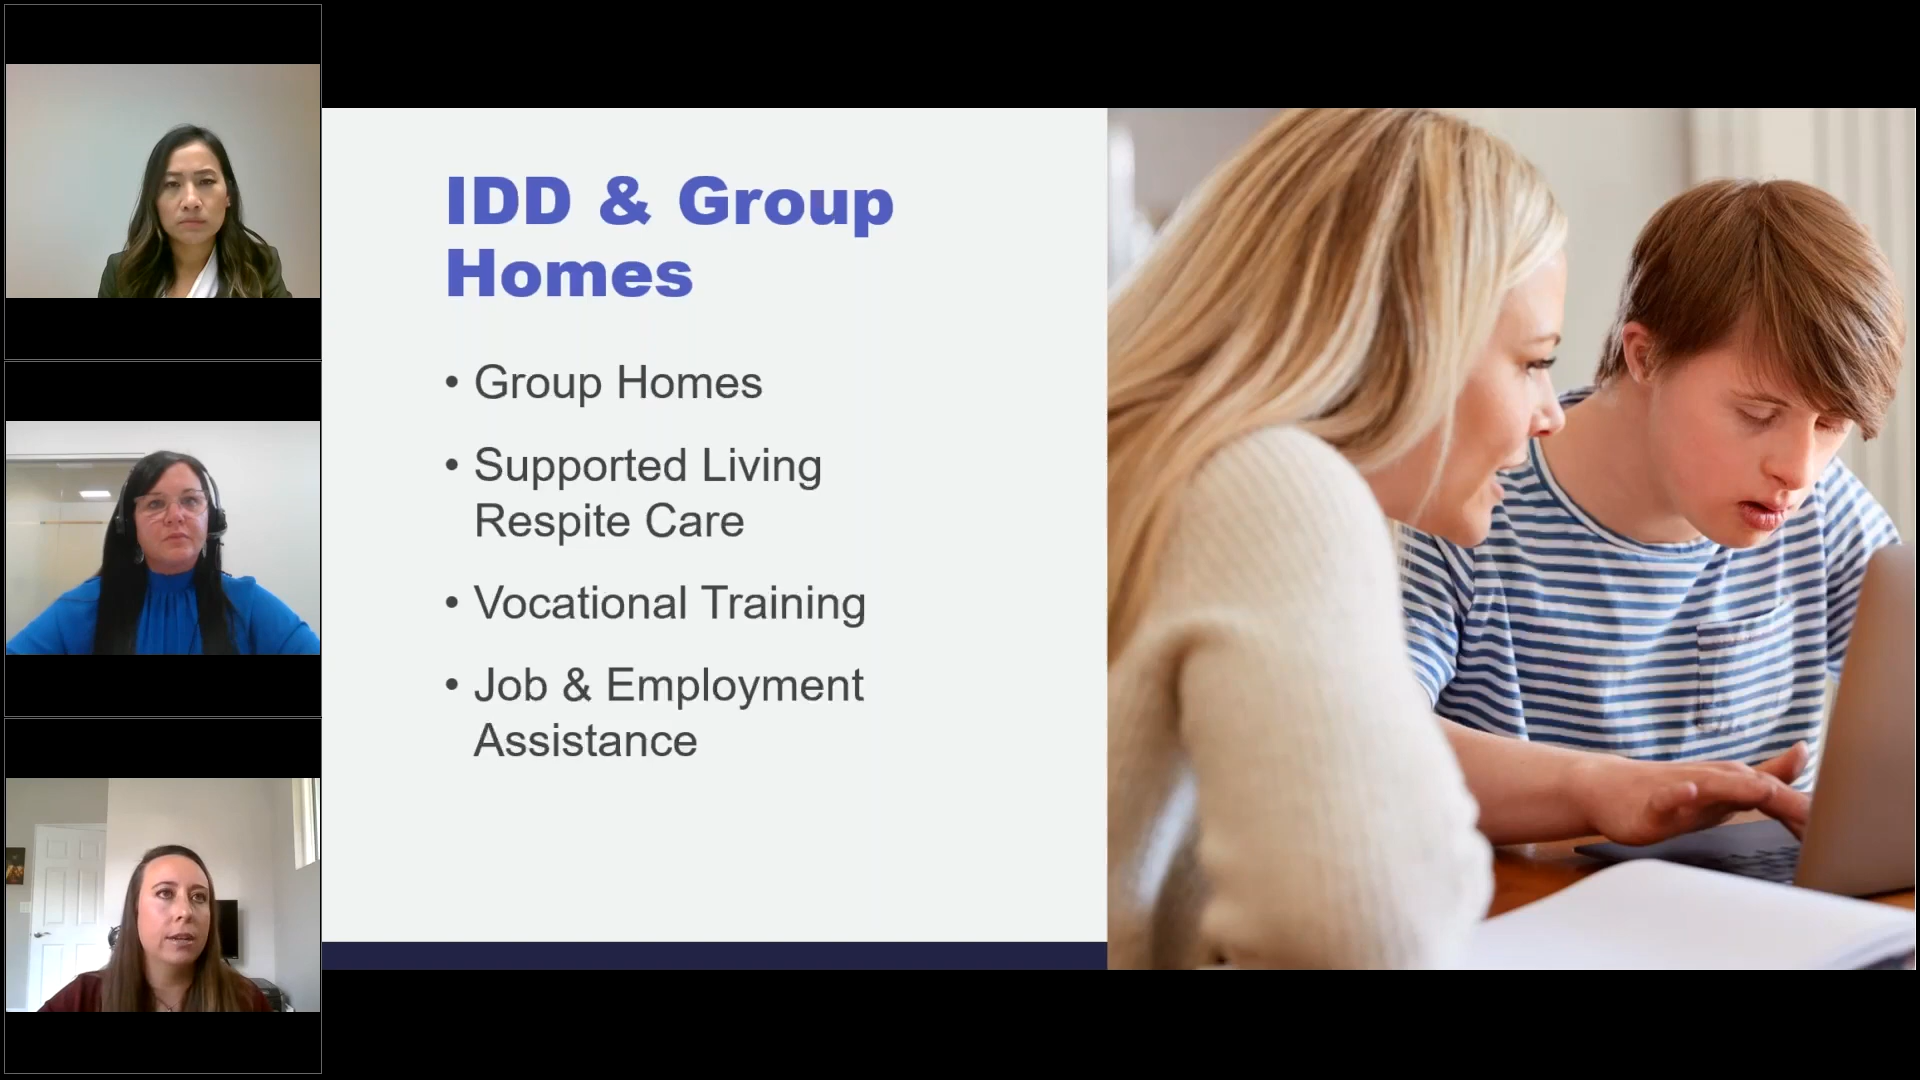 IDD & Group
Homes
• Group Homes
• Supported Living
Respite Care
• Vocational Training
• Job & Employment
Assistance